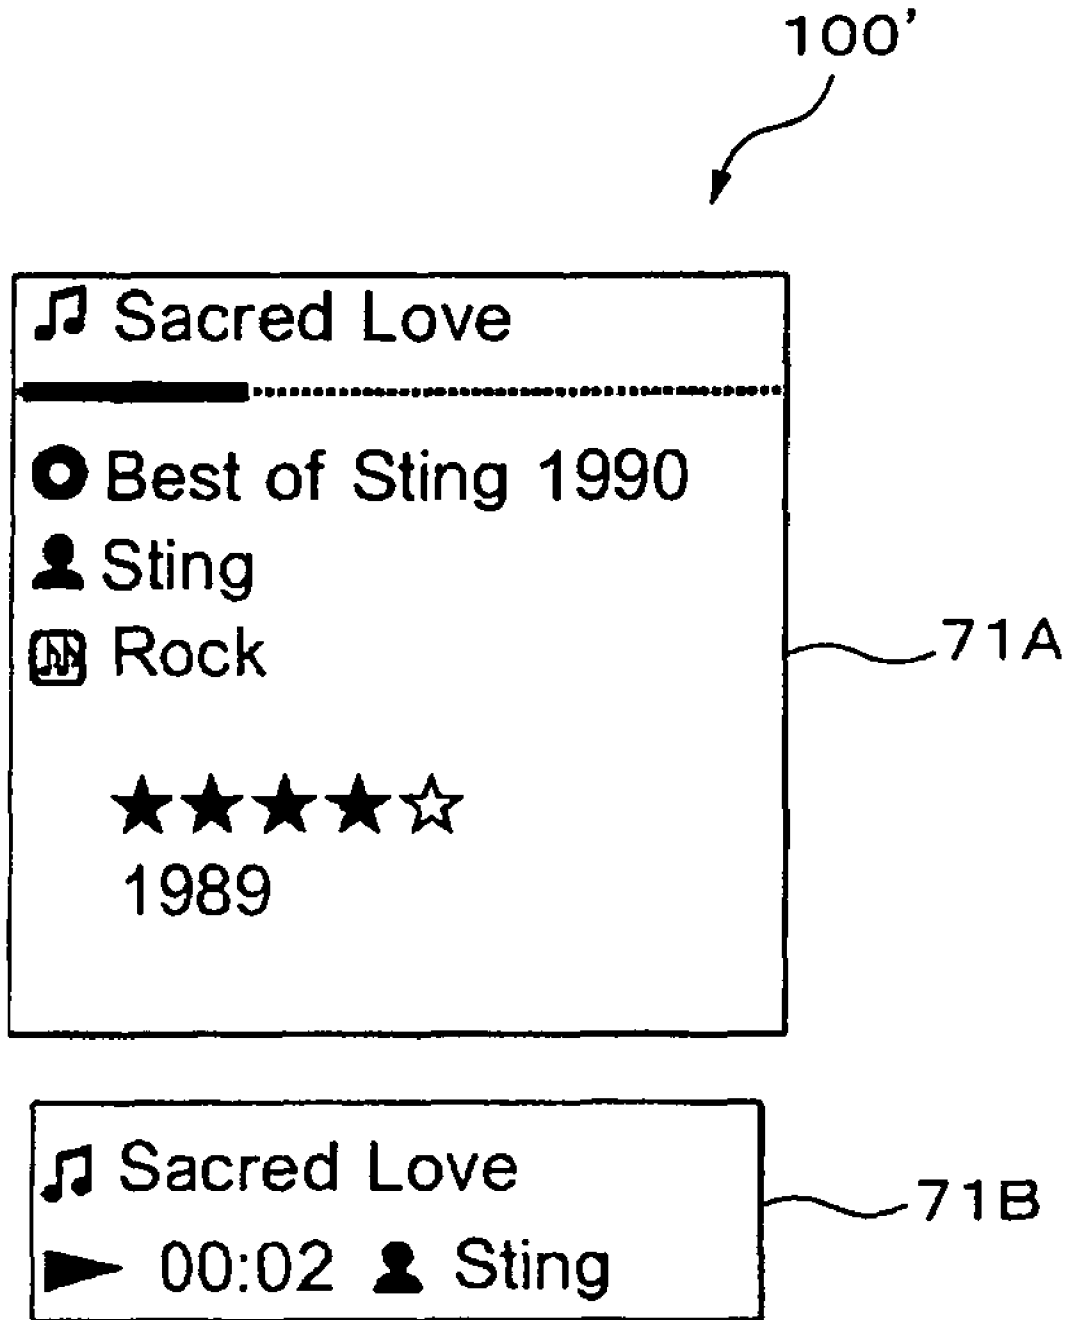 100'
Sacred Love
Best of Sting 1990
Sting
Rock
71A
1989
Sacred Love
71B
00:02 Sting